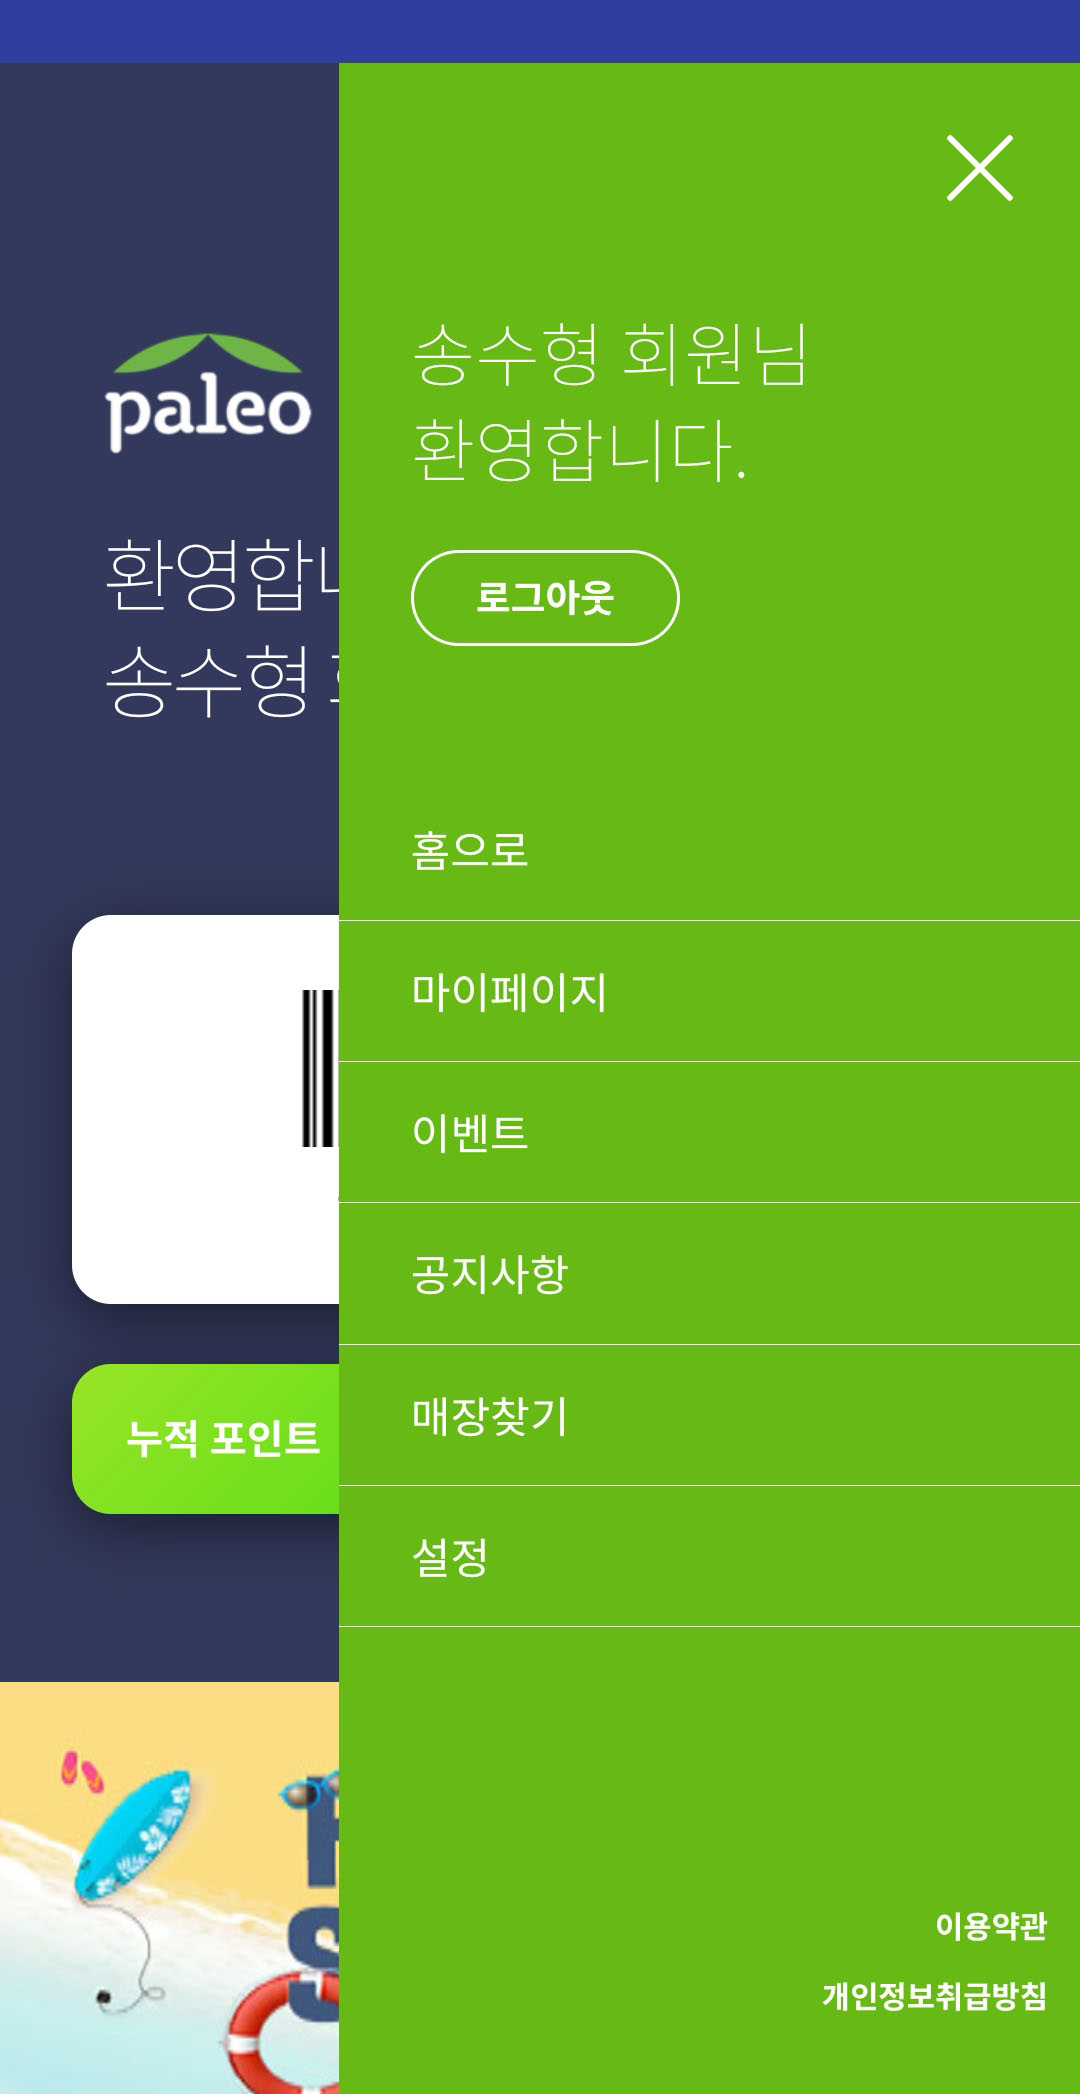 paleo
환영합
송수형
누적 포인트
송수형 회원님
환영합니다.
로그아웃
홈으로
마이페이지
이벤트
공지사항
매장찾기
설정
이용약관
개인정보취급방침